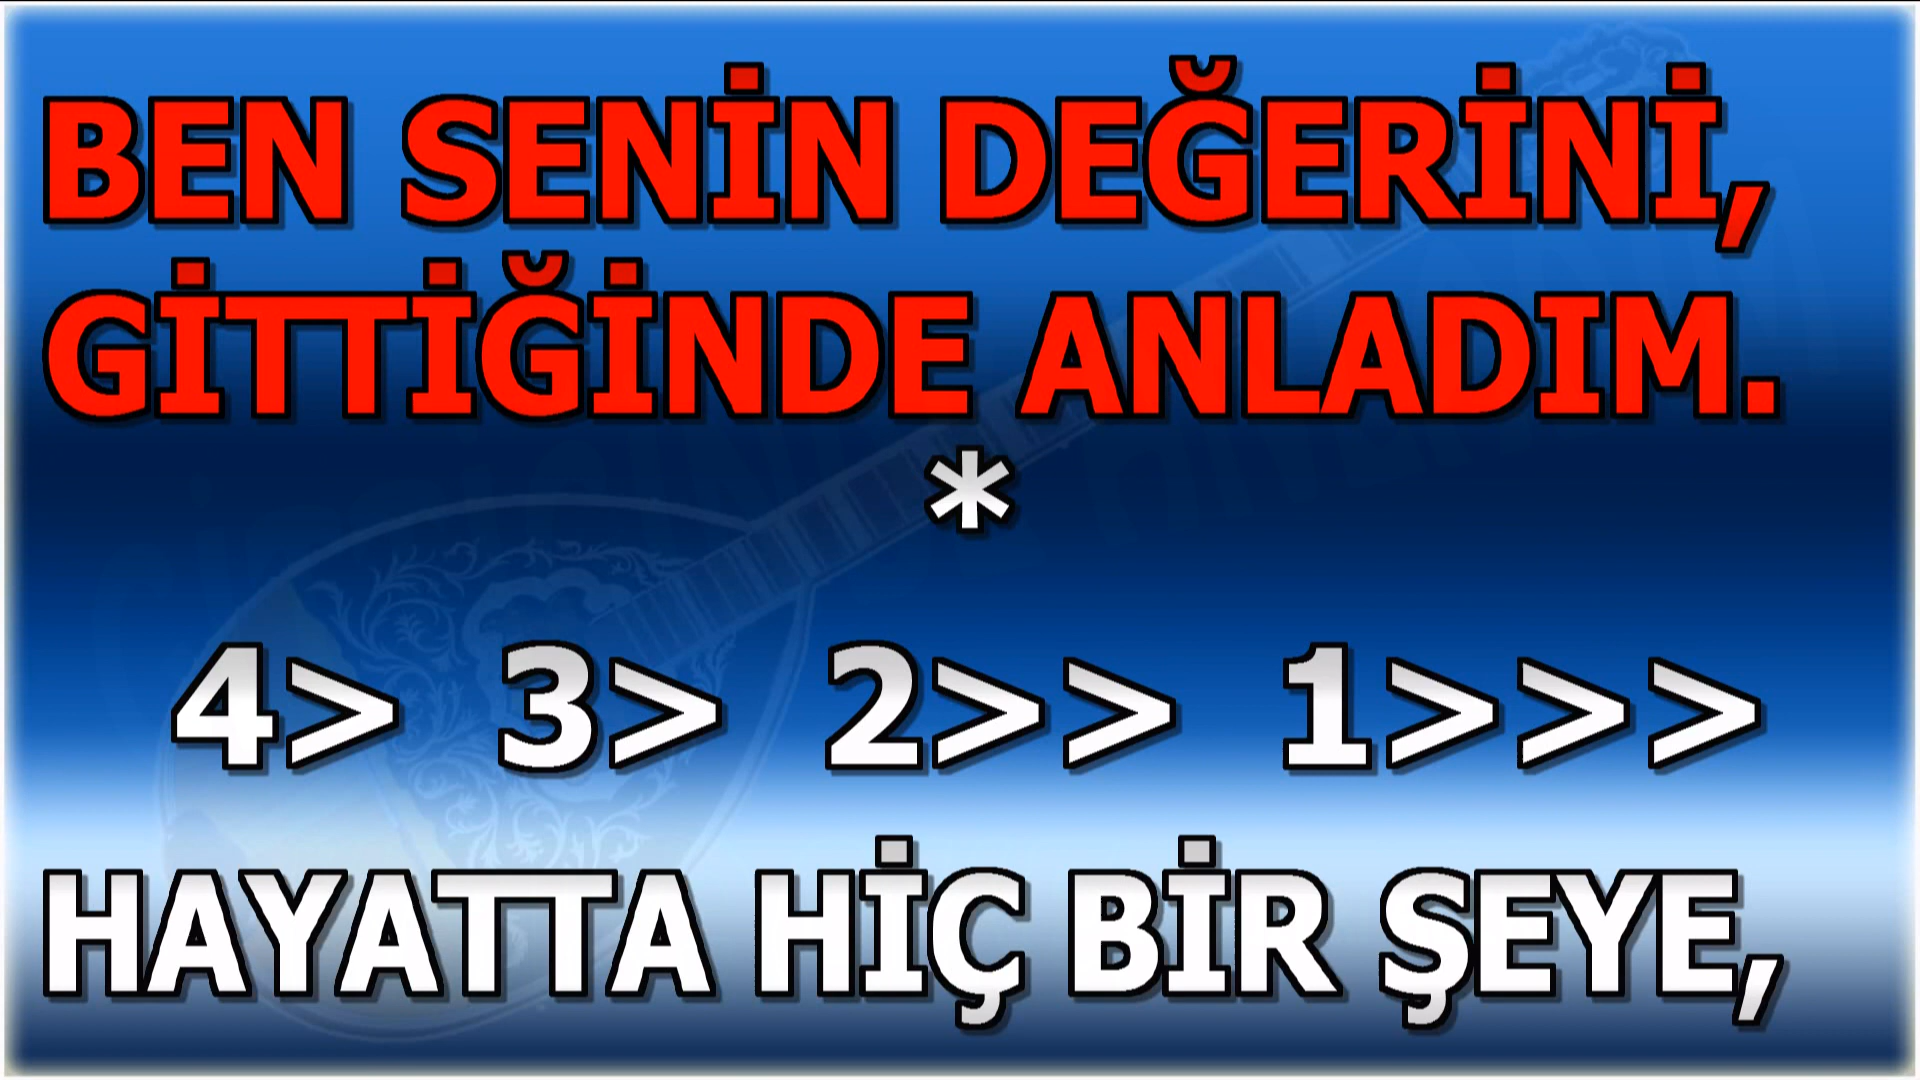 BEN SENİN DEĞERİNİ,
GİTTİĞİNDE ANLADIM.
*
4> 3> 2>> 1>>>
HAYATTA HİÇ BİR ŞEYE,